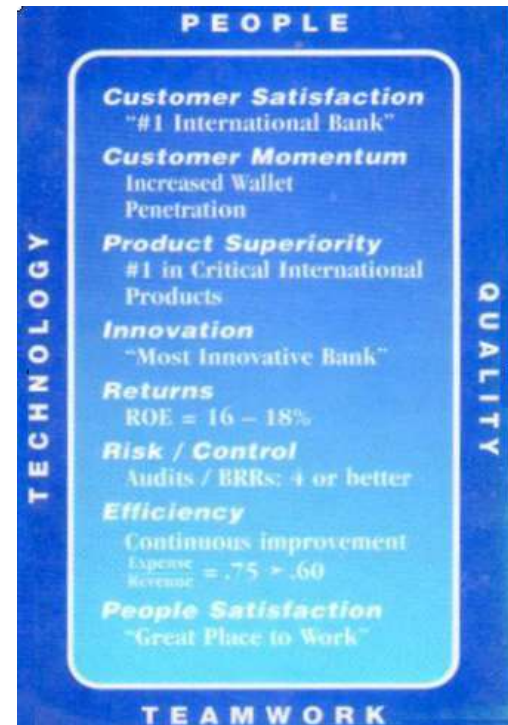 PEOPLE
Customer Satisfaction
"#1 International Bank"
Customer Momentum
Increased Wallet
Penetration
Product Superiority
#1 in Critical International
Products
Innovation
"Most Innovative Bank"
Returns
ROE = 16 – 18%
Risk / Control
Audits / BRRs: 4 or better
Efficiency
Continuous improvement
Expense
Revenue = .75 ➤ .60
People Satisfaction
"Great Place to Work"
TECHNOLOGY
QUALITY
TEAMWORK